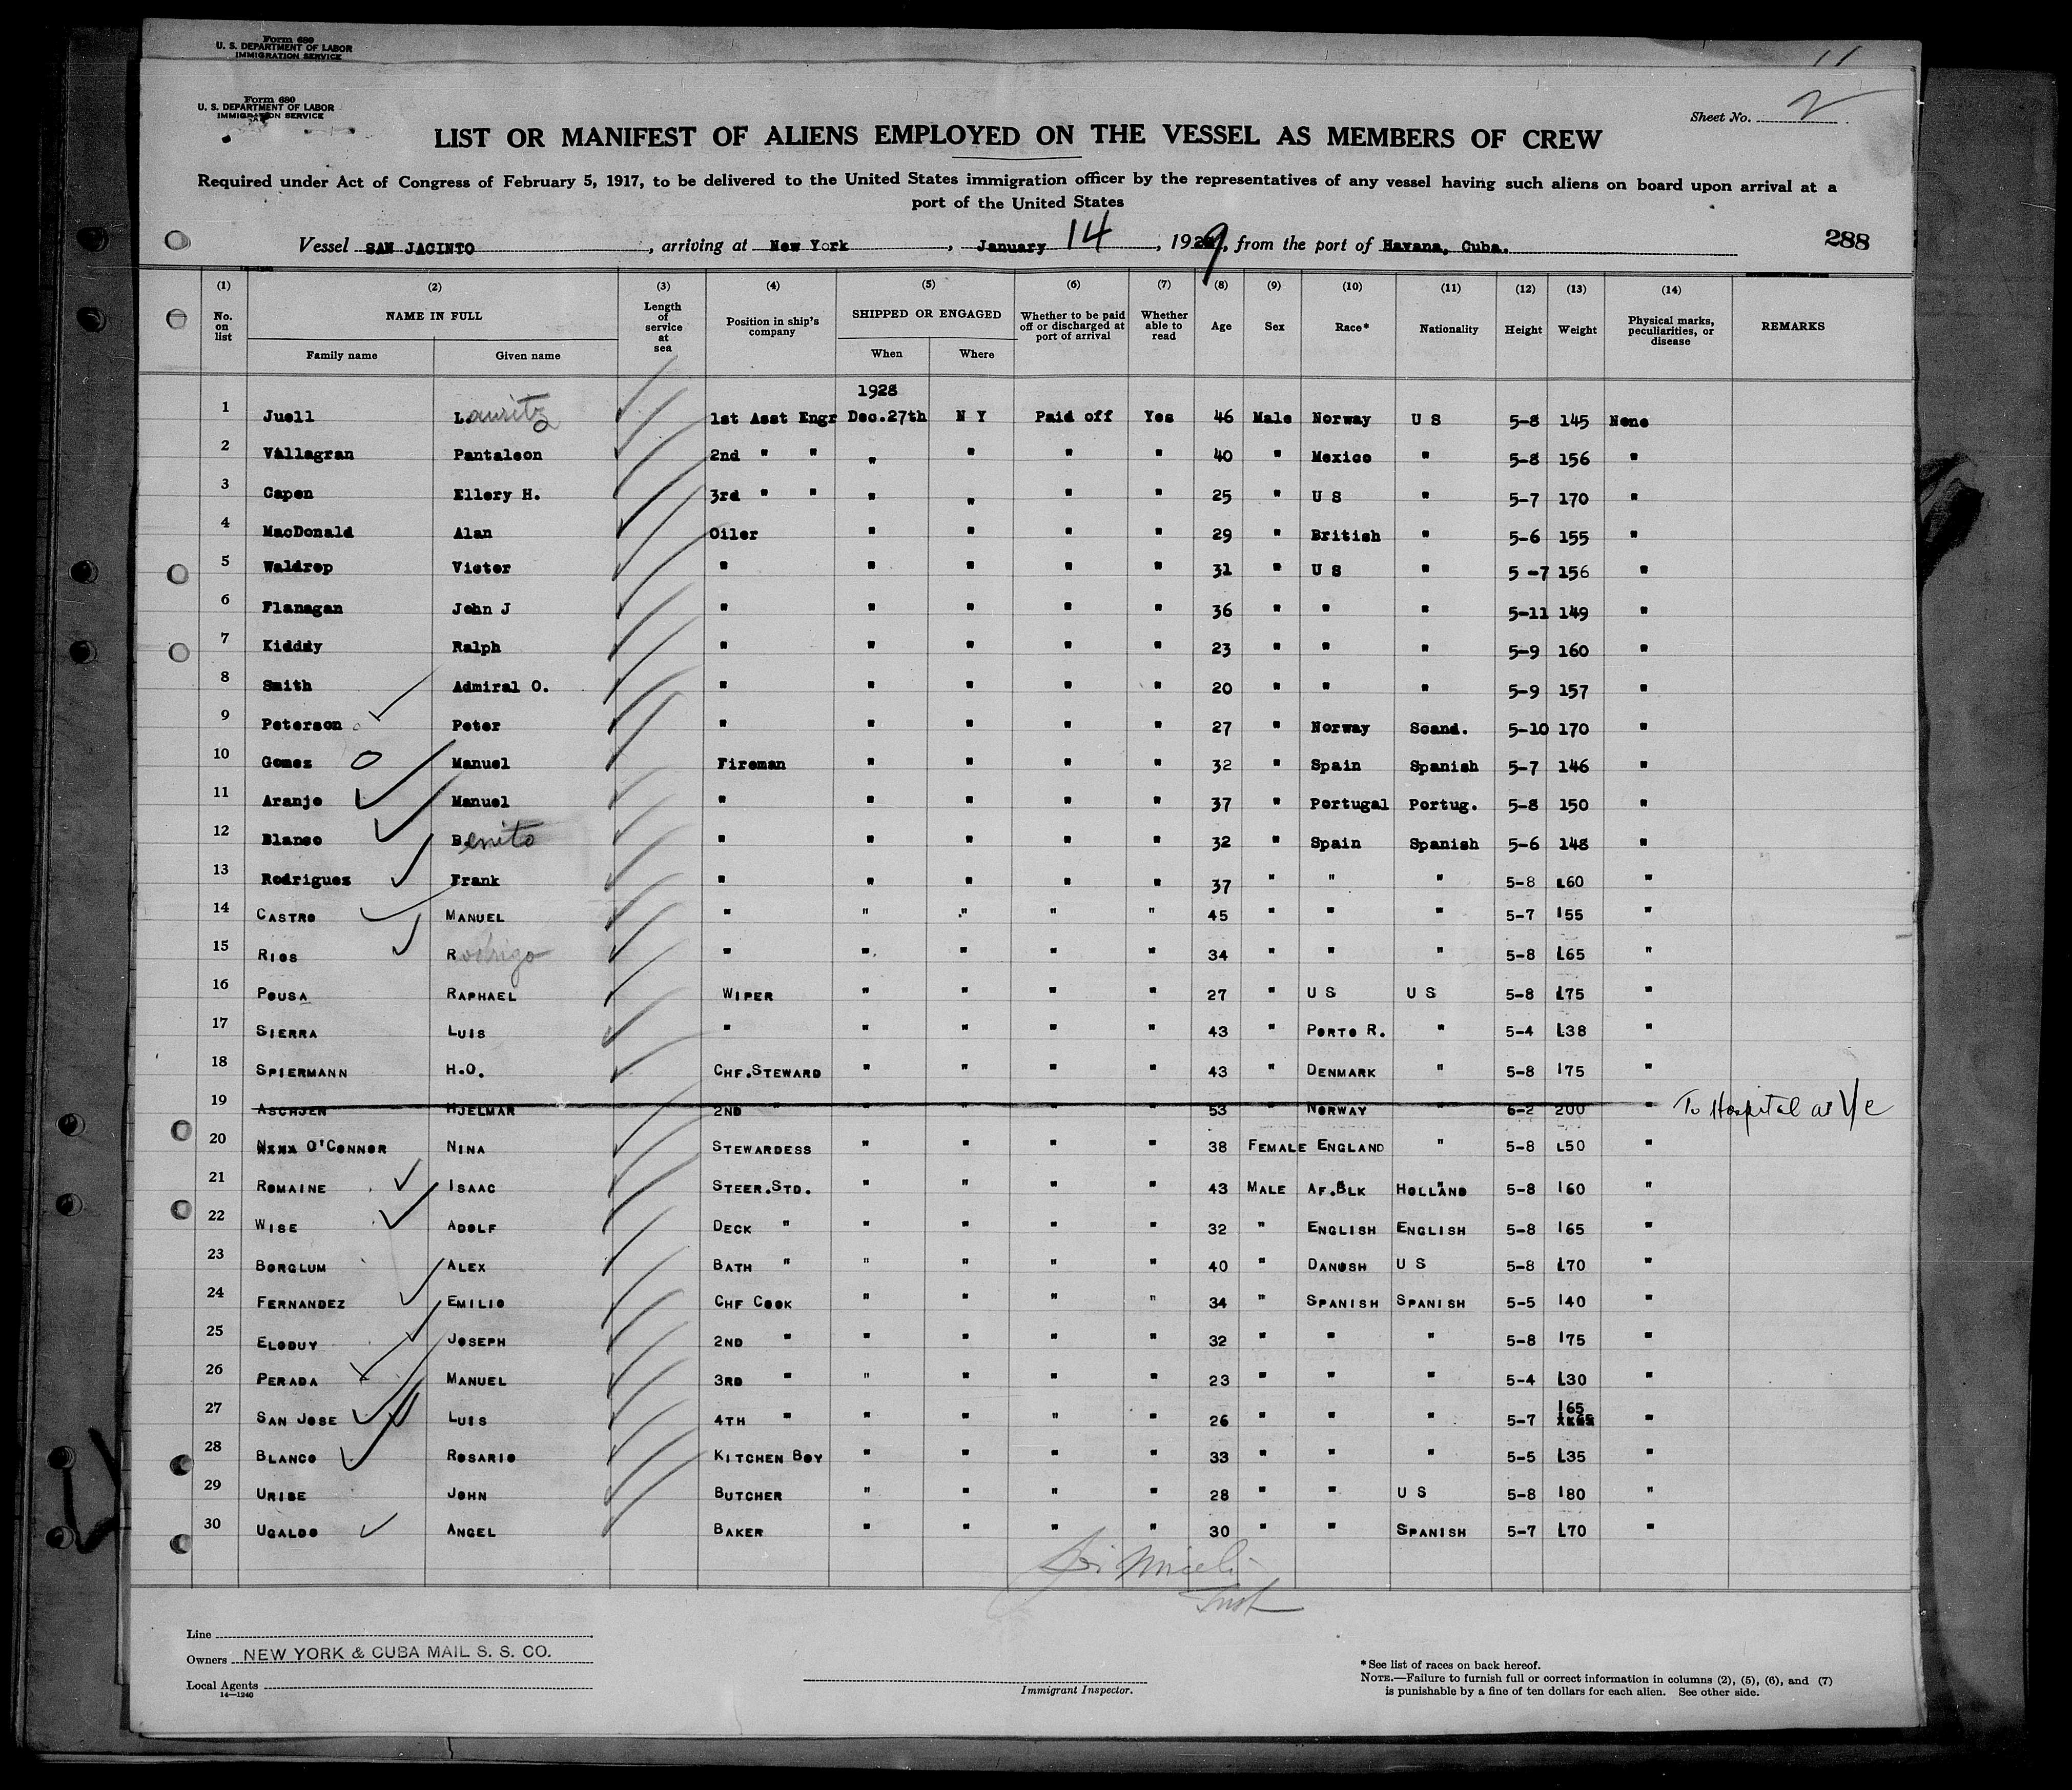 Form 689
U. S. DEPARTMENT OF LABOR
IMMIGRATION SERVICE
11
Form 689
U. S. DEPARTMENT OF LABOR
IMMIGRATION SERVICE
Sheet No. 2
LIST OR MANIFEST OF ALIENS EMPLOYED ON THE VESSEL AS MEMBERS OF CREW
Required under Act of Congress of February 5, 1917, to be delivered to the United States immigration officer by the representatives of any vessel having such aliens on board upon arrival at a
port of the United States
Vessel SAN JACINTO, arriving at New York, January 14, 1929, from the port of Havana, Cuba.
288
(1) (2) (3) (4) (5) (6) (7) (8) (9) (10) (11) (12) (13) (14)
No. on list NAME IN FULL Family name Given name Length of service at sea Position in ship's company SHIPPED OR ENGAGED When Where Whether to be paid off or discharged at port of arrival Whether able to read Age Sex Race* Nationality Height Weight Physical marks, peculiarities, or disease REMARKS
1928
1 Juell Lauritz 1st Asst Engr Dec.27th N Y Paid off Yes 46 Male Norway U S 5-8 145 None
2 Villagran Pantaleon 2nd " " " " " " 40 " Mexico " 5-8 156 "
3 Capen Ellery H. 3rd " " " " " " 25 " U S " 5-7 170 "
4 MacDonald Alan Oiler " " " " 29 " British " 5-6 155 "
5 Waldrop Victor " " " " " 31 " U S " 5 -7 156 "
6 Flanagan John J " " " " " 36 " " " 5-11 149 "
7 Kidddy Ralph " " " " " 23 " " " 5-9 160 "
8 Smith Admiral O. " " " " " 20 " " " 5-9 157 "
9 Peterson Peter " " " " " 27 " Norway Scand. 5-10 170 "
10 Gomez Manuel Fireman " " " " 32 " Spain Spanish 5-7 146 "
11 Aranjo Manuel " " " " " 37 " Portugal Portug. 5-8 150 "
12 Blanco Benito " " " " " 32 " Spain Spanish 5-6 148 "
13 Rodriguez Frank " " " " " 37 " " " 5-8 160 "
14 CASTRO MANUEL " " " " " 45 " " " 5-7 155 "
15 RIOS Rodrigo " " " " " 34 " " " 5-8 165 "
16 POUSA RAPHAEL WIPER " " " " 27 " U S U S 5-8 175 "
17 SIERRA LUIS " " " " " 43 " PORTO R. " 5-4 138 "
18 SPIERMANN H.O. CHF.STEWARD " " " " 43 " DENMARK " 5-8 175 "
19 ASCHJEN HJELMAR 2ND " 53 " NORWAY " 6-2 200 " To Hospital at
20 O'CONNOR NINA STEWARDESS " " " " 38 FEMALE ENGLAND " 5-8 150 "
21 ROMAINE ISAAC STEER.STD. " " " " 43 MALE AF.BLK HOLLAND 5-8 160 "
22 WISE ADOLF DECK " " " " " 32 " ENGLISH ENGLISH 5-8 165 "
23 BORGLUM ALEX BATH " " " " " 40 " DANOSH U S 5-8 170 "
24 FERNANDEZ EMILIO CHF COOK " " " " 34 " SPANISH SPANISH 5-5 140 "
25 ELODUY JOSEPH 2ND " " " " " 32 " " " 5-8 175 "
26 PERADA MANUEL 3RD " " " " " 23 " " " 5-4 130 "
27 SAN JOSE LUIS 4TH " " " " " 26 " " " 5-7 165 "
28 BLANCO ROSARIO KITCHEN BOY " " " " 33 " " " 5-5 135 "
29 URIBE JOHN BUTCHER " " " " 28 " " U S 5-8 180 "
30 UGALDO ANGEL BAKER " " " " 30 " " SPANISH 5-7 170 "
Line
Owners NEW YORK & CUBA MAIL S. S. CO.
Local Agents
14—1240
Immigrant Inspector.
*See list of races on back hereof.
NOTE.—Failure to furnish full or correct information in columns (2), (5), (6), and (7)
is punishable by a fine of ten dollars for each alien. See other side.